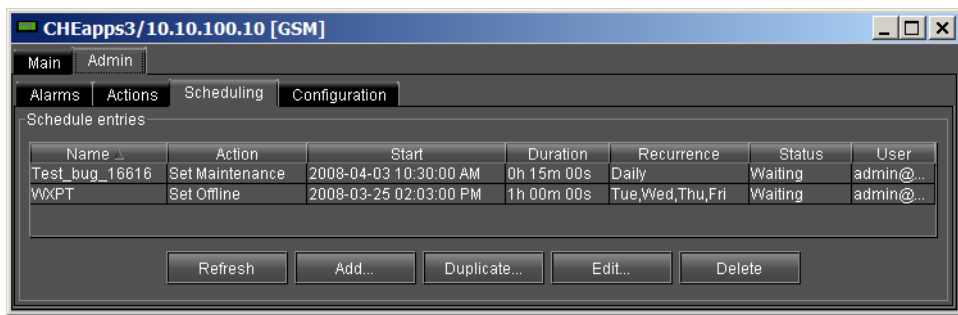 CHEapps3/10.10.100.10 [GSM]
Main Admin
Alarms Actions Scheduling Configuration
Schedule entries
Name Action Start Duration Recurrence Status User
Test_bug_16616 Set Maintenance 2008-04-03 10:30:00 AM 0h 15m 00s Daily Waiting admin@...
WXPT Set Offline 2008-03-25 02:03:00 PM 1h 00m 00s Tue,Wed,Thu,Fri Waiting admin@...
Refresh Add... Duplicate... Edit... Delete